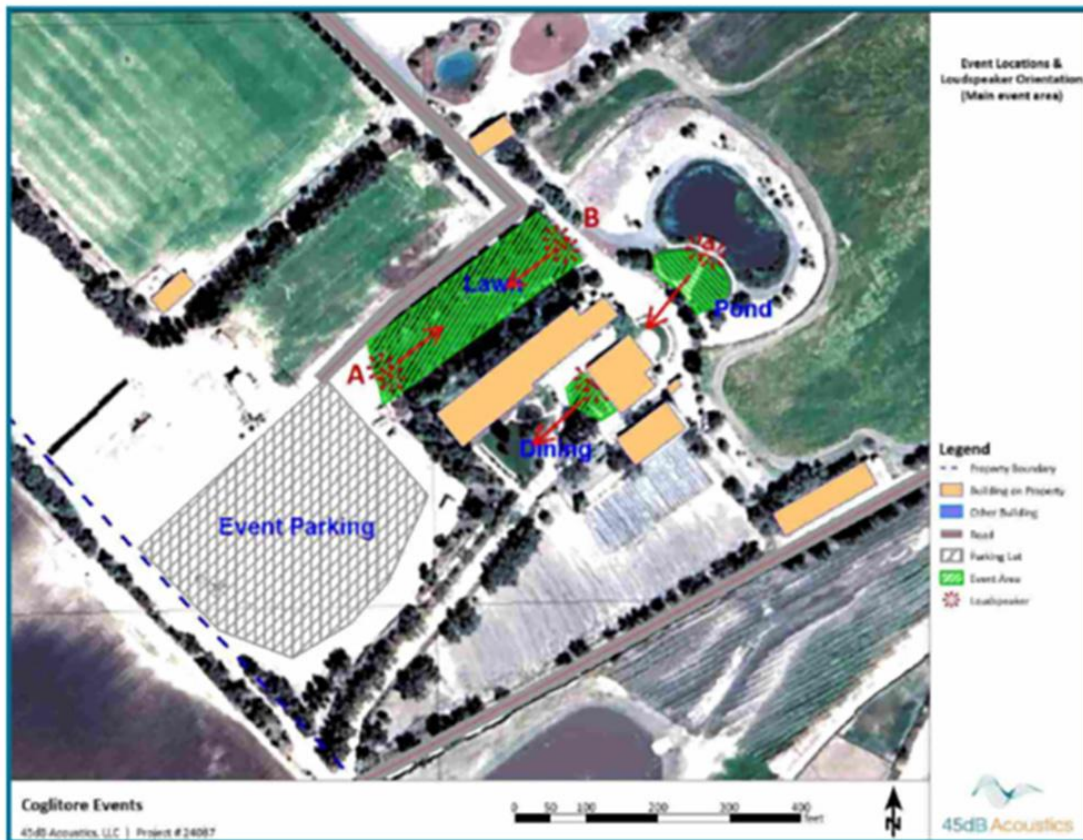 Event Locations &
Loudspeaker Orientation
(Main event area)
B
Lawn
Pond
A
Dining
Event Parking
Legend
Property Boundary
Building on Property
Other Building
Road
Parking Lot
Event Area
Loudspeaker
Coglitore Events
45dB Acoustics, LLC | Project # 24087
0 50 100 200 300 400
feet
N
45dB Acoustics